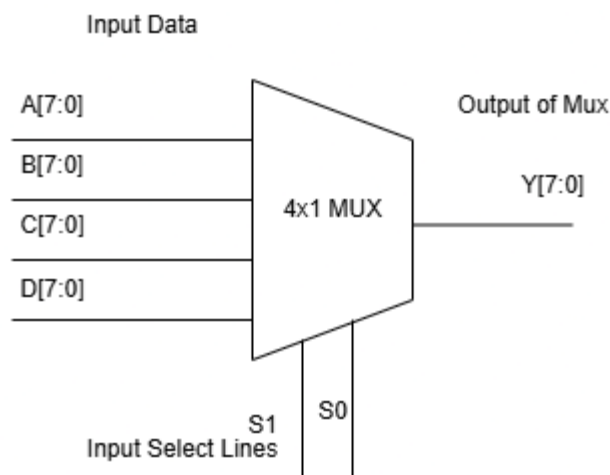 Input Data
A[7:0]
Output of Mux
B[7:0]
Y[7:0]
4x1 MUX
C[7:0]
D[7:0]
S1
S0
Input Select Lines